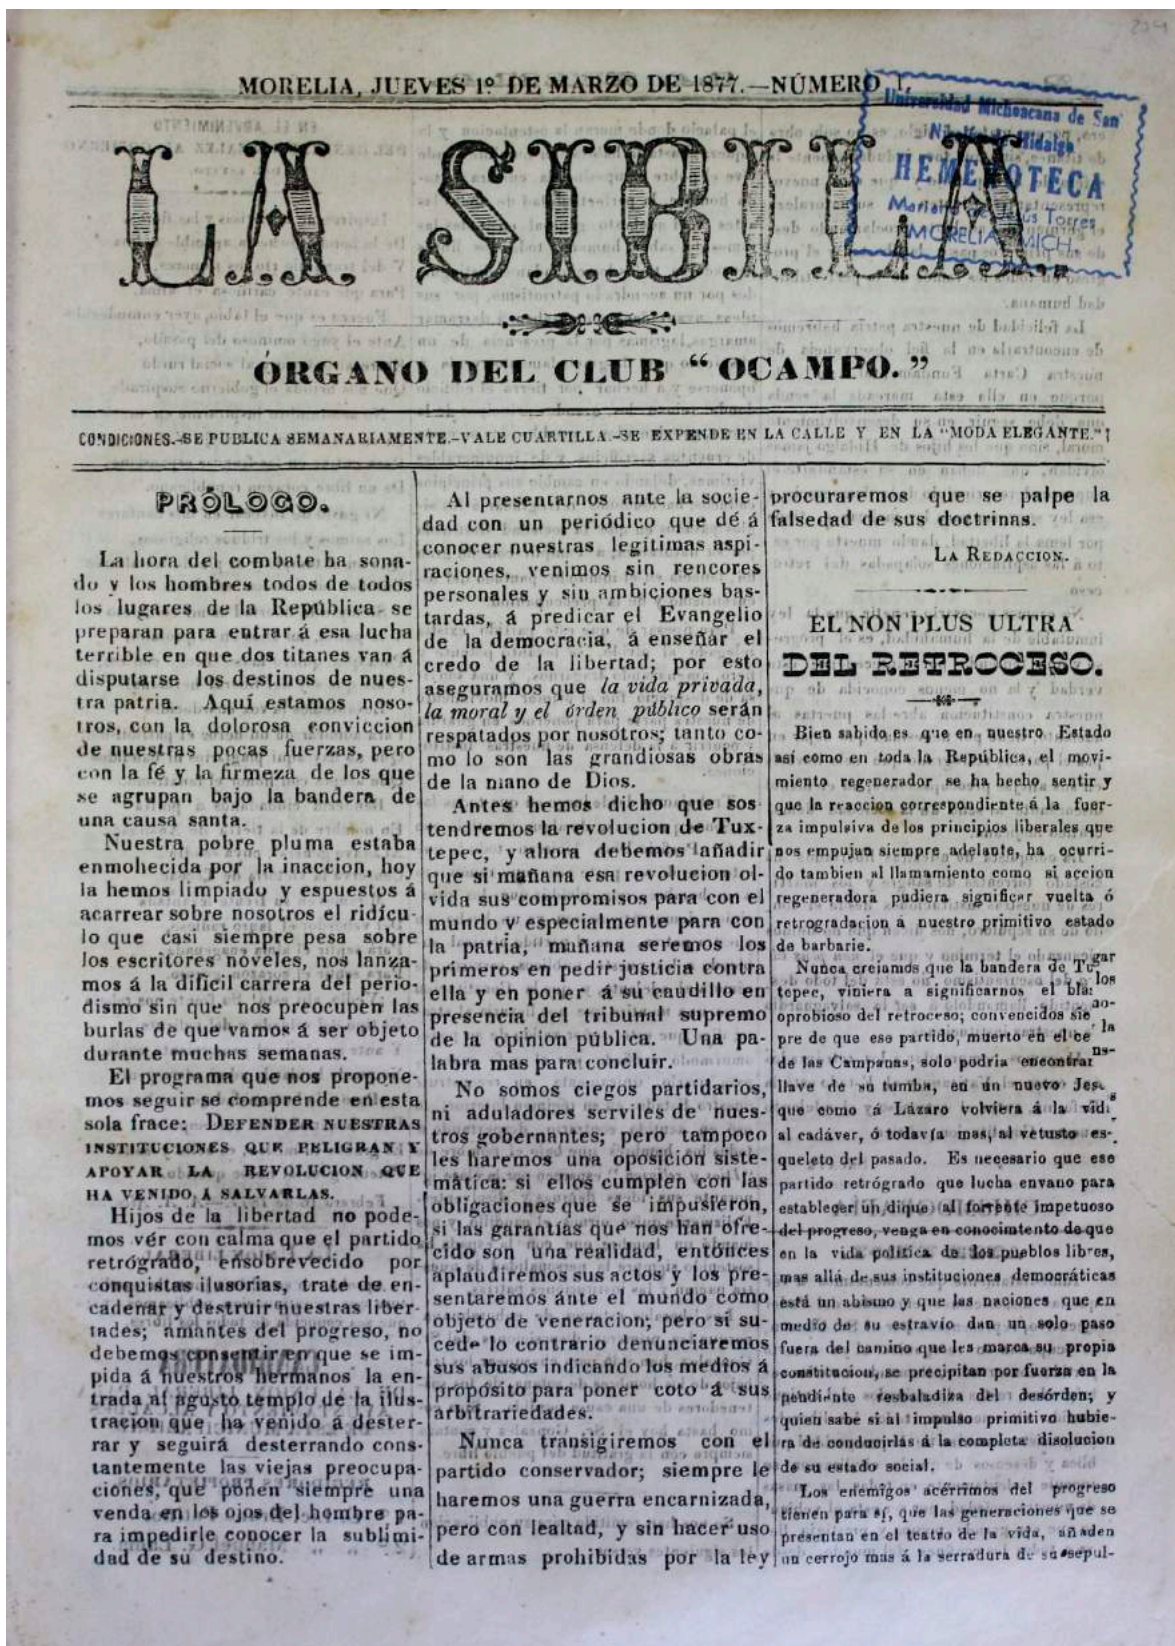 MORELIA, JUEVES 1º DE MARZO DE 1877.—NÚMERO 1.
Universidad Michoacana de San
Hidalgo
HEMEROTECA
Mariano de Jesus Torres
MORELIA, MICH.
LA SIBILA.
ÓRGANO DEL CLUB "OCAMPO."
CONDICIONES.-SE PUBLICA SEMANARIAMENTE.-VALE CUARTILLA.-SE EXPENDE EN LA CALLE Y EN LA "MODA ELEGANTE."
PRÓLOGO.
La hora del combate ha sona-
do y los hombres todos de todos
los lugares de la República se
preparan para entrar á esa lucha
terrible en que dos titanes van á
disputarse los destinos de nues-
tra patria. Aquí estamos noso-
tros, con la dolorosa conviccion
de nuestras pocas fuerzas, pero
con la fé y la firmeza de los que
se agrupan bajo la bandera de
una causa santa.
Nuestra pobre pluma estaba
enmohecida por la inaccion, hoy
la hemos limpiado y espuestos á
acarrear sobre nosotros el ridícu-
lo que casi siempre pesa sobre
los escritores noveles, nos lanza-
mos á la dificil carrera del perio-
dismo sin que nos preocupen las
burlas de que vamos á ser objeto
durante muchas semanas.
El programa que nos propone-
mos seguir se comprende en esta
sola frace: DEFENDER NUESTRAS
INSTITUCIONES QUE PELIGRAN Y
APOYAR LA REVOLUCION QUE
HA VENIDO Á SALVARLAS.
Hijos de la libertad no pode-
mos vér con calma que el partido
retrógrado, ensobrevecido por
conquistas ilusorias, trate de en-
cadenar y destruir nuestras liber-
tades; amantes del progreso, no
debemos consentir en que se im-
pida á nuestros hermanos la en-
trada al agusto templo de la ilus-
tracion que ha venido á dester-
rar y seguirá desterrando cons-
tantemente las viejas preocupa-
ciones, que ponen siempre una
venda en los ojos del hombre pa-
ra impedirle conocer la sublimi-
dad de su destino.
Al presentarnos ante la socie-
dad con un periódico que dé á
conocer nuestras legítimas aspi-
raciones, venimos sin rencores
personales y sin ambiciones bas-
tardas, á predicar el Evangelio
de la democracia, á enseñar el
credo de la libertad; por esto
aseguramos que la vida privada,
la moral y el órden público serán
respatados por nosotros; tanto co-
mo lo son las grandiosas obras
de la mano de Dios.
Antes hemos dicho que sos
tendremos la revolucion de Tux-
tepec, y ahora debemos añadir
que si mañana esa revolucion ol-
vida sus compromisos para con el
mundo y especialmente para con
la patria, mañana seremos los
primeros en pedir justicia contra
ella y en poner á su caudillo en
presencia del tribunal supremo
de la opinion pública. Una pa-
labra mas para concluir.
No somos ciegos partidarios,
ni aduladores serviles de nues-
tros gobernantes; pero tampoco
les haremos una oposicion siste-
mática: si ellos cumplen con las
obligaciones que se impusieron,
si las garantías que nos han ofre-
cido son una realidad, entónces
aplaudiremos sus actos y los pre-
sentaremos ánte el mundo como
objeto de veneracion; pero si su-
cede lo contrario denunciaremos
sus abusos indicando los medios á
propósito para poner coto á sus
arbitrariedades.
Nunca transigiremos con el
partido conservador; siempre le
haremos una guerra encarnizada,
pero con lealtad, y sin hacer uso
de armas prohibidas por la ley
procuraremos que se palpe la
falsedad de sus doctrinas.
LA REDACCION.
EL NON PLUS ULTRA
DEL RETROCESO.
Bien sabido es que en nuestro Estado
así como en toda la República, el movi-
miento regenerador se ha hecho sentir y
que la reaccion correspondiente á la fuer-
za impulsiva de los principios liberales que
nos empujan siempre adelante, ha ocurri-
do tambien al llamamiento como si accion
regeneradora pudiera significar vuelta ó
retrogradacion á nuestro primitivo estado
de barbarie.
Nunca creiamos que la bandera de Tu
tepec, viniera a significarnos el
oprobioso del retroceso; convencidos sie
pre de que ese partido, muerto en el ce
de las Campanas, solo podria encontrar
llave de su tumba, en un nuevo Jes
que como á Lázaro volviera á la vida
al cadáver, ó todavía mas, al vetusto es-
queleto del pasado. Es necesario que ese
partido retrógrado que lucha envano para
establecer un dique al torrente impetuoso
del progreso, venga en conocimiento de que
en la vida política de los pueblos libres,
mas allá de sus instituciones democráticas
está un abismo y que las naciones que en
medio de su estravío dan un solo paso
fuera del camino que les marca su propia
constitucion, se precipitan por fuerza en la
pendiente resbaladiza del desórden; y
quien sabe si al impulso primitivo hubie-
ra de conducirlas á la completa disolucion
de su estado social.
Los enemigos acérrimos del progreso
tienen para sí, que las generaciones que se
presentan en el teatro de la vida, añaden
un cerrojo mas á la serradura de su sepul-